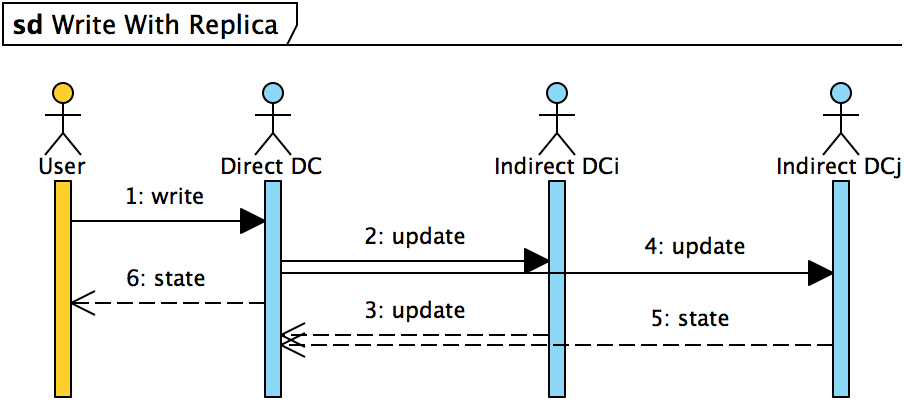 sd Write With Replica
User
Direct DC
Indirect DCi
Indirect DCj
1: write
2: update
4: update
6: state
3: update
5: state